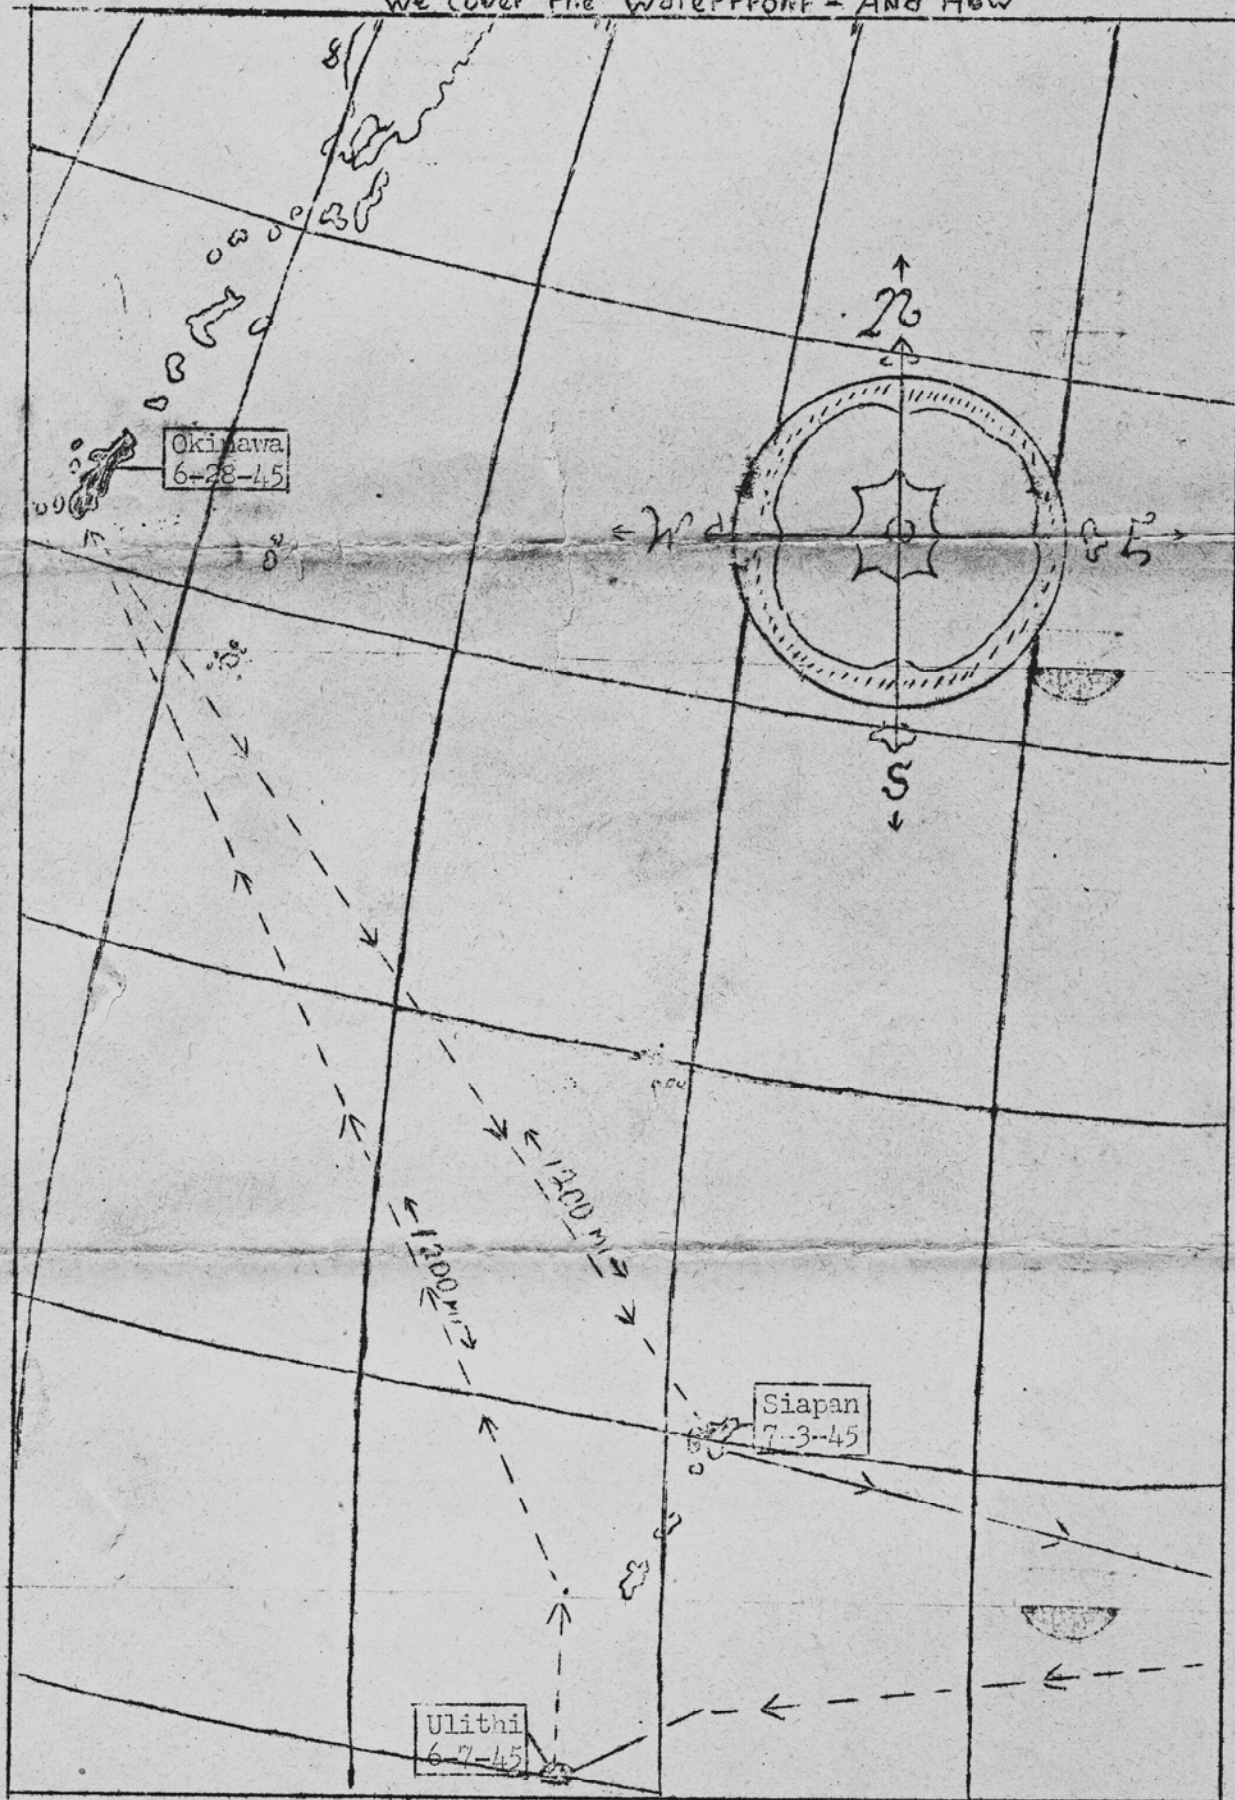 We Cover The Waterfront - And How
N
Okinawa
6-28-45
W
E
S
1200 MI
1200 MI
Siapan
7-3-45
Ulithi
6-7-45